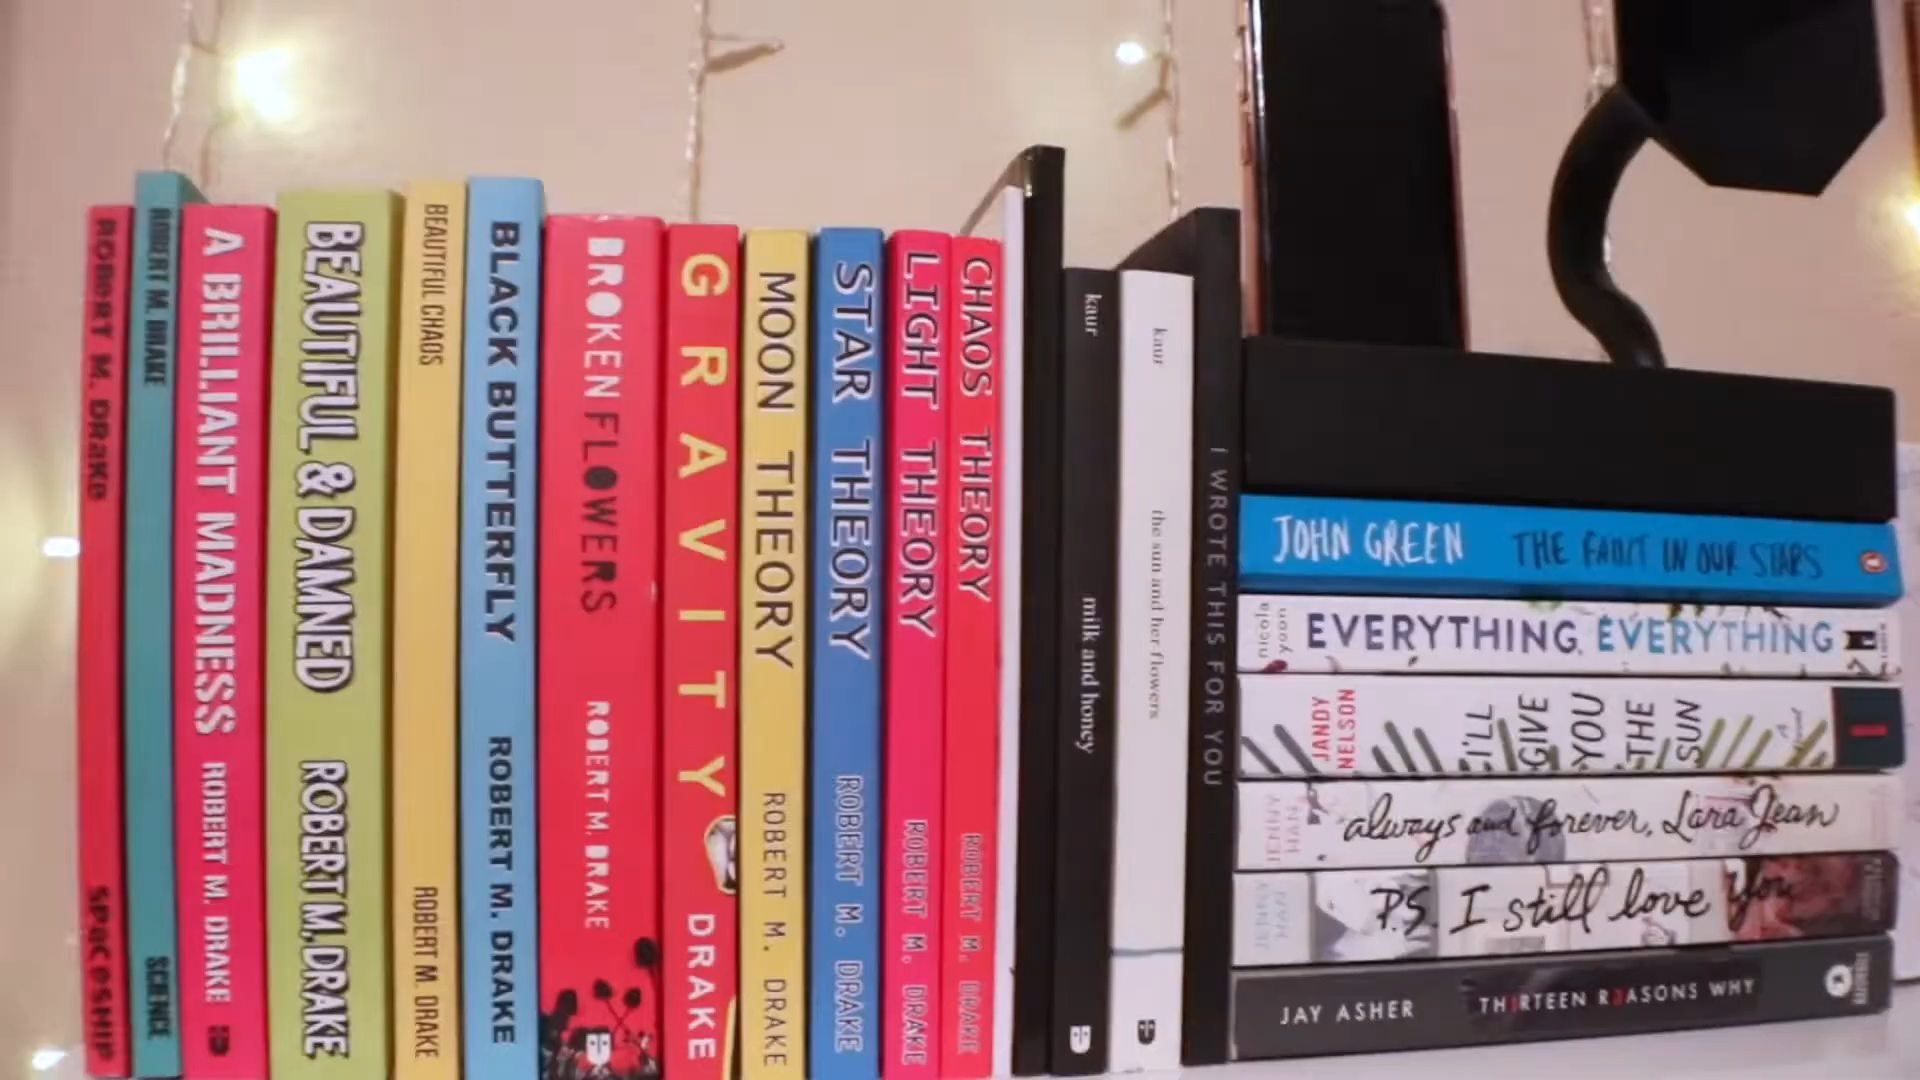 ROBERT M. DRAKE SPACESHIP
ROBERT M. DRAKE SCIENCE
A BRILLIANT MADNESS ROBERT M. DRAKE
BEAUTIFUL & DAMNED ROBERT M. DRAKE
BEAUTIFUL CHAOS ROBERT M. DRAKE
BLACK BUTTERFLY ROBERT M. DRAKE
BROKEN FLOWERS ROBERT M. DRAKE
GRAVITY DRAKE
MOON THEORY ROBERT M. DRAKE
STAR THEORY ROBERT M. DRAKE
LIGHT THEORY ROBERT M. DRAKE
CHAOS THEORY ROBERT M. DRAKE
kaur milk and honey
kaur the sun and her flowers
I WROTE THIS FOR YOU
JOHN GREEN THE FAULT IN OUR STARS
nicola yoon EVERYTHING, EVERYTHING
JANDY NELSON I'LL GIVE YOU THE SUN
JENNY HAN always and forever, Lara Jean
P.S. I still love you
JAY ASHER TH1RTEEN R3ASONS WHY